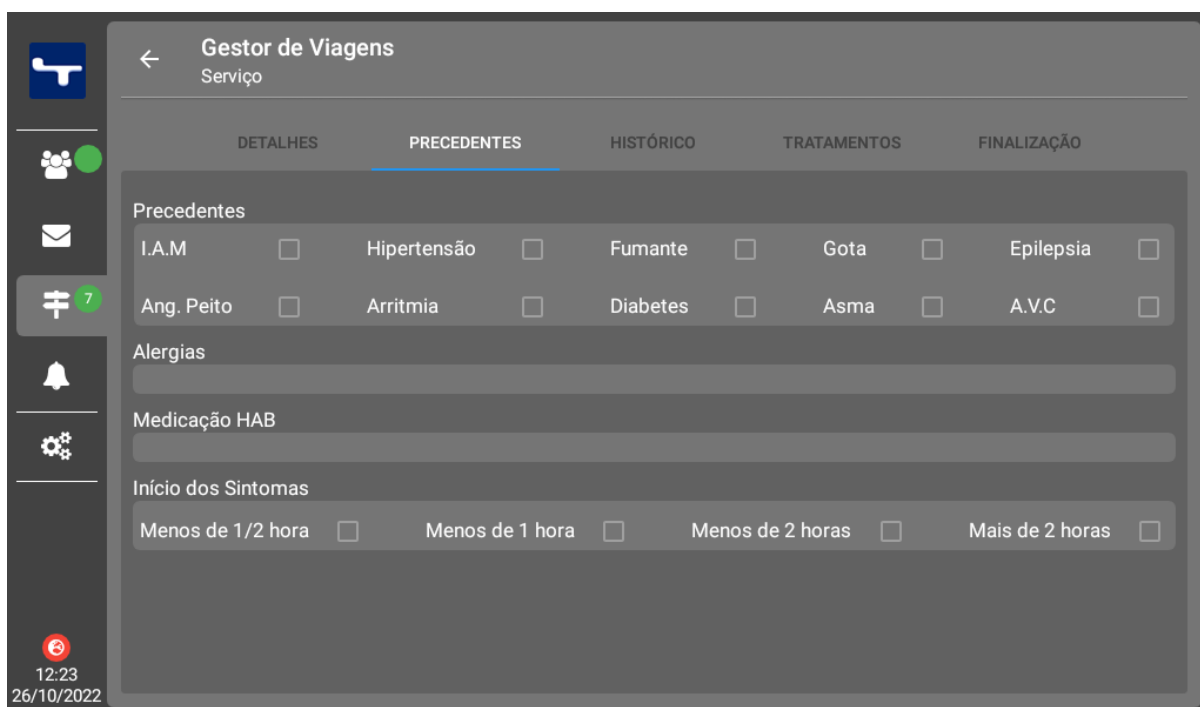 Gestor de Viagens
Serviço
DETALHES PRECEDENTES HISTÓRICO TRATAMENTOS FINALIZAÇÃO
Precedentes
I.A.M Hipertensão Fumante Gota Epilepsia
Ang. Peito Arritmia Diabetes Asma A.V.C
7
Alergias
Medicação HAB
Início dos Sintomas
Menos de 1/2 hora Menos de 1 hora Menos de 2 horas Mais de 2 horas
12:23
26/10/2022